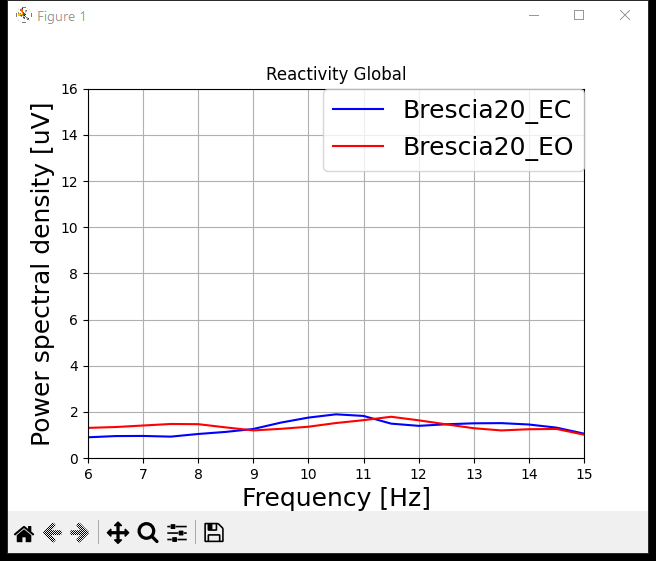 Figure 1
Reactivity Global
Brescia20_EC
Brescia20_EO
Power spectral density [uV]
16
14
12
10
8
6
4
2
0
6 7 8 9 10 11 12 13 14 15
Frequency [Hz]